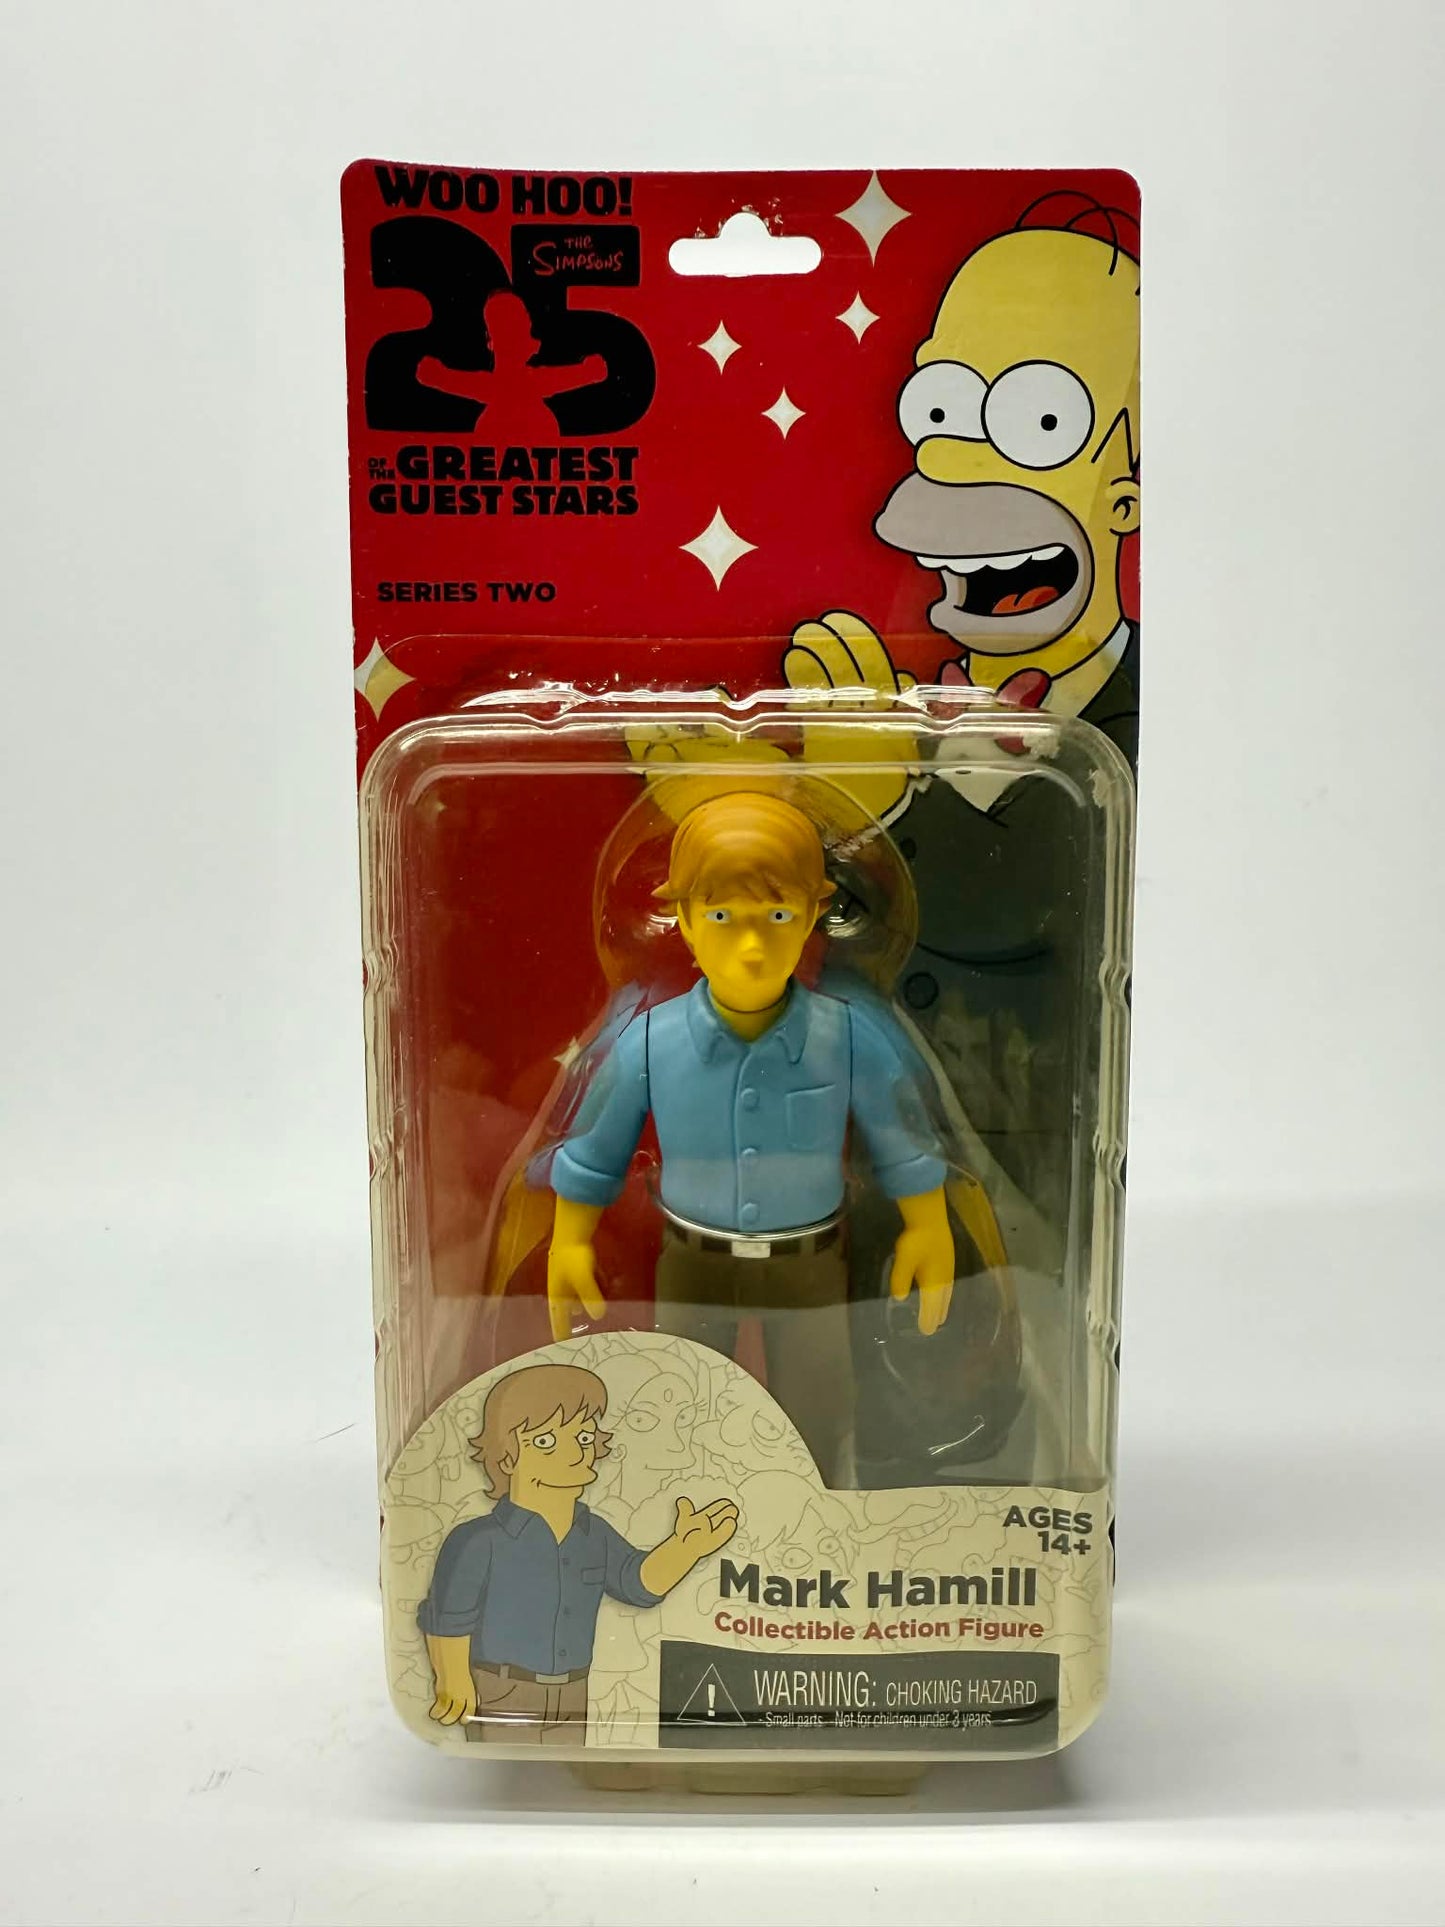 WOO HOO!
THE
SIMPSONS
25
OF THE GREATEST
GUEST STARS
SERIES TWO
AGES
14+
Mark Hamill
Collectible Action Figure
WARNING: CHOKING HAZARD
- Small parts. Not for children under 3 years.